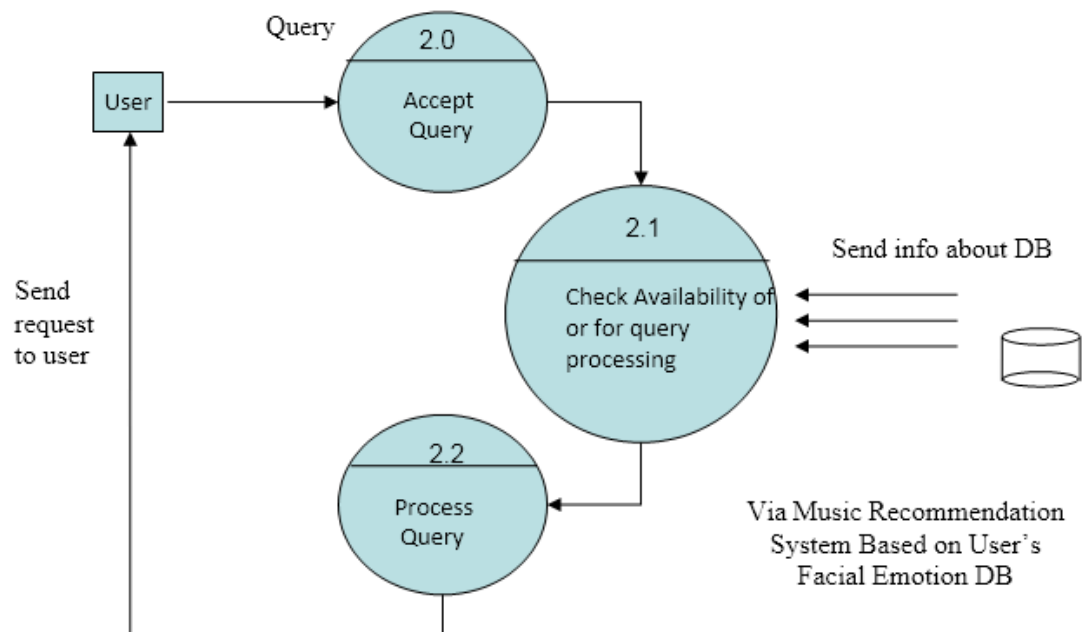 Query
2.0
User
Accept
Query
2.1
Send info about DB
Check Availability of
or for query
processing
Send
request
to user
2.2
Process
Query
Via Music Recommendation
System Based on User’s
Facial Emotion DB